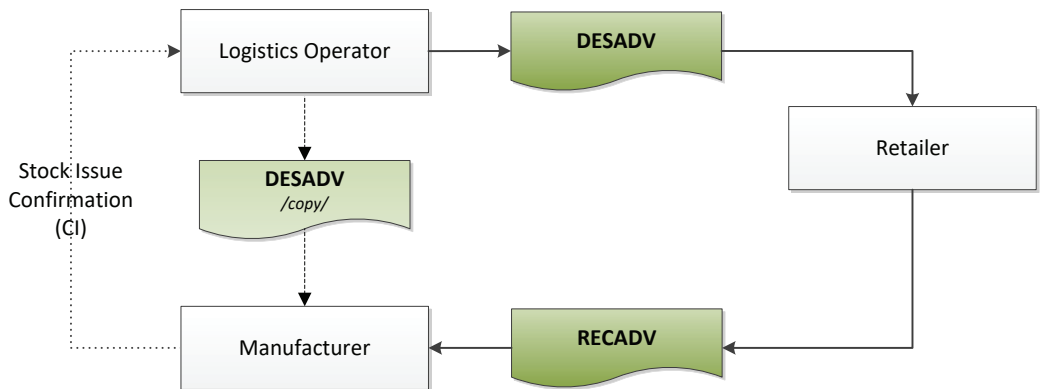 Logistics Operator
DESADV
Retailer
DESADV
/copy/
Stock Issue
Confirmation
(CI)
Manufacturer
RECADV